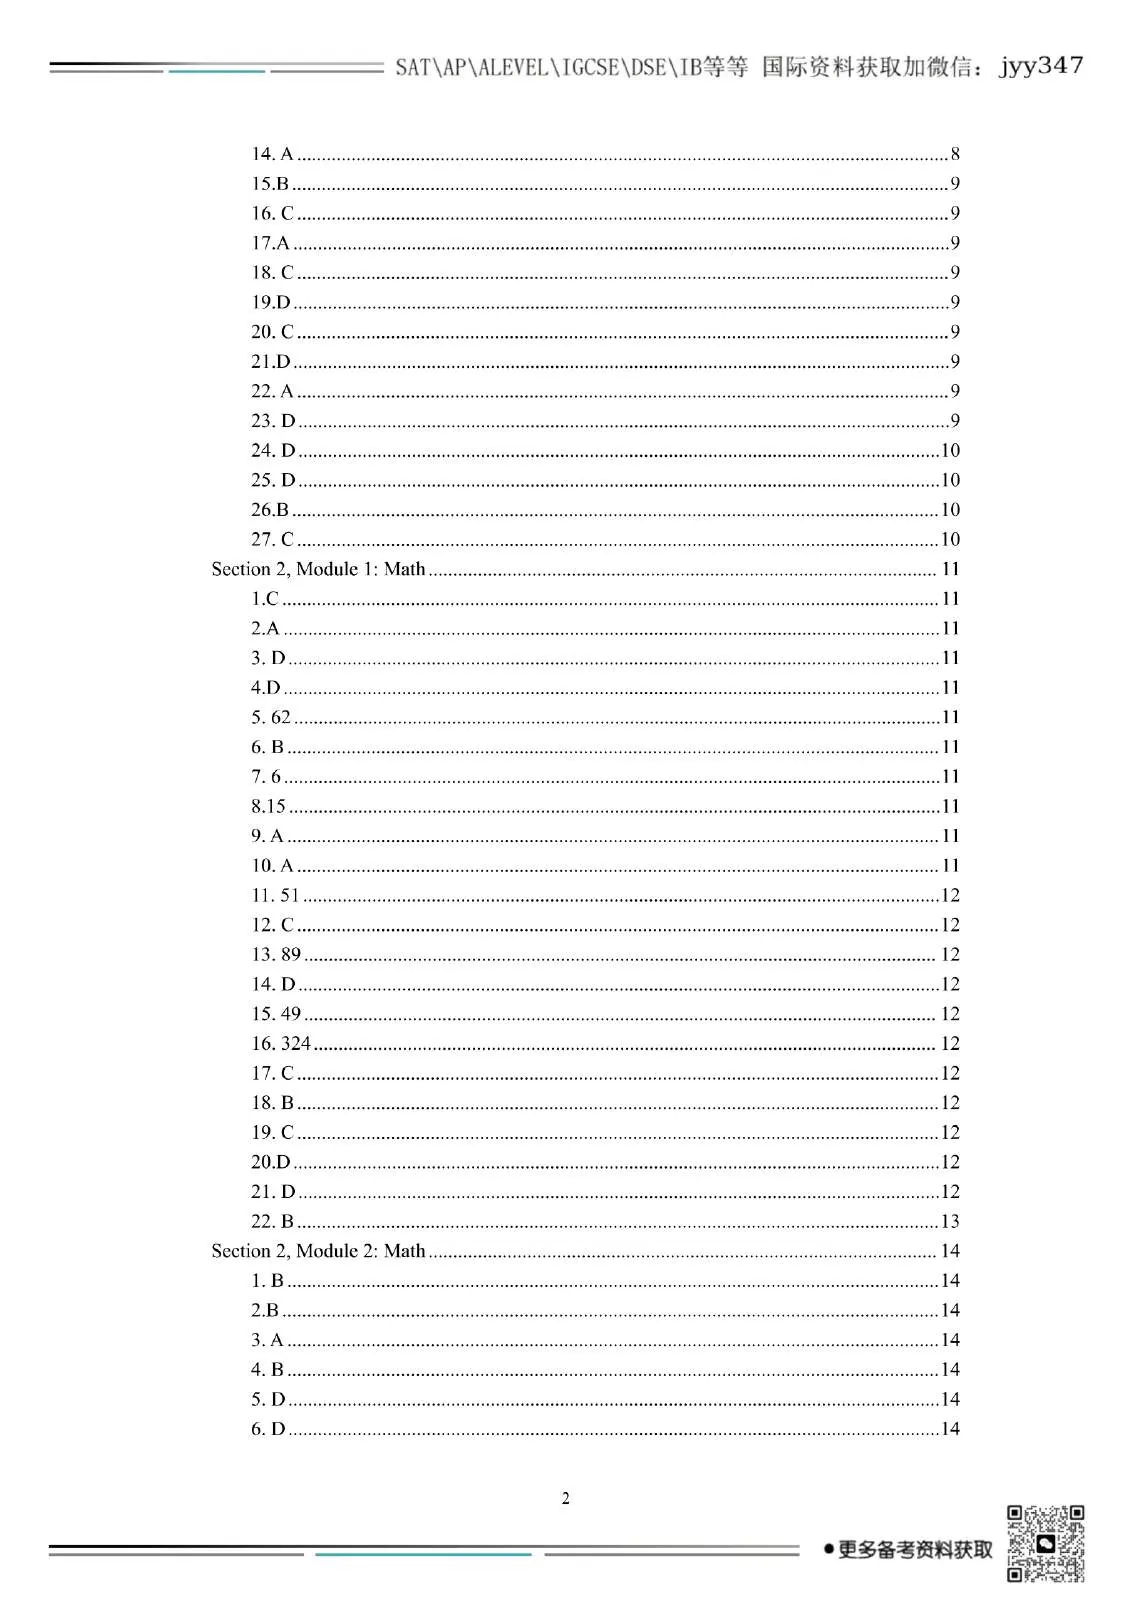 SAT\AP\ALEVEL\IGCSE\DSE\IB等等 国际资料获取加微信: jyy347
14. A 8
15.B 9
16. C 9
17.A 9
18. C 9
19.D 9
20. C 9
21.D 9
22. A 9
23. D 9
24. D 10
25. D 10
26.B 10
27. C 10
Section 2, Module 1: Math 11
1.C 11
2.A 11
3. D 11
4.D 11
5. 62 11
6. B 11
7. 6 11
8.15 11
9. A 11
10. A 11
11. 51 12
12. C 12
13. 89 12
14. D 12
15. 49 12
16. 324 12
17. C 12
18. B 12
19. C 12
20.D 12
21. D 12
22. B 13
Section 2, Module 2: Math 14
1. B 14
2.B 14
3. A 14
4. B 14
5. D 14
6. D 14
2
●更多备考资料获取